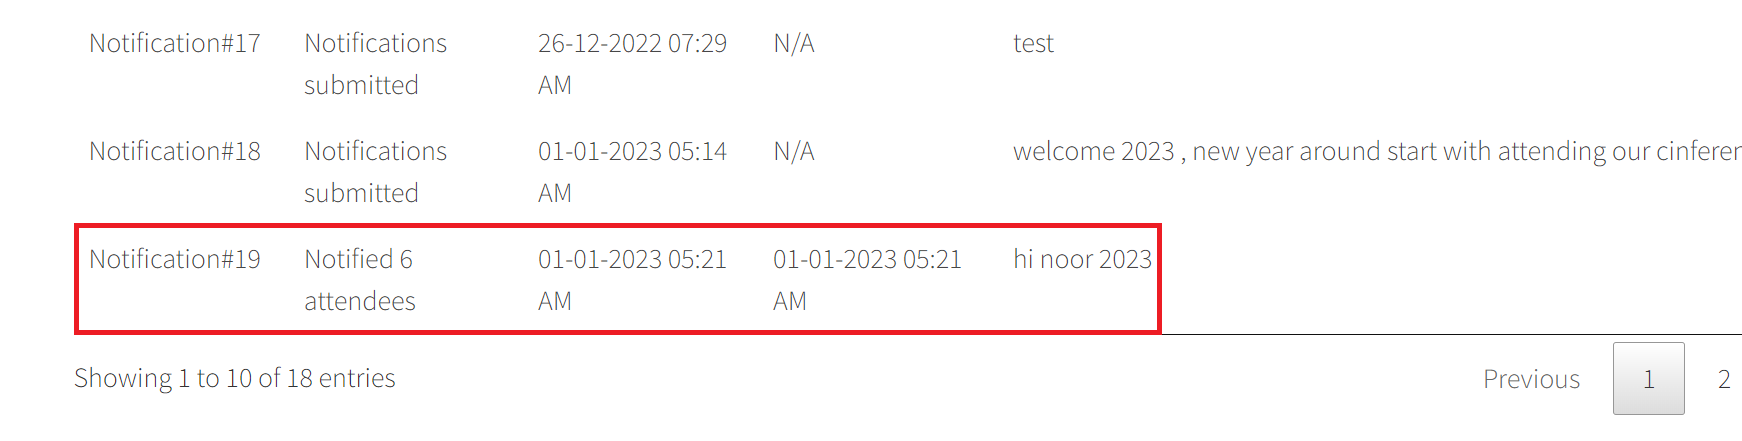 Notification#17 Notifications 26-12-2022 07:29 N/A test
submitted AM
Notification#18 Notifications 01-01-2023 05:14 N/A welcome 2023 , new year around start with attending our cinferer
submitted AM
Notification#19 Notified 6 01-01-2023 05:21 01-01-2023 05:21 hi noor 2023
attendees AM AM
Showing 1 to 10 of 18 entries Previous 1 2